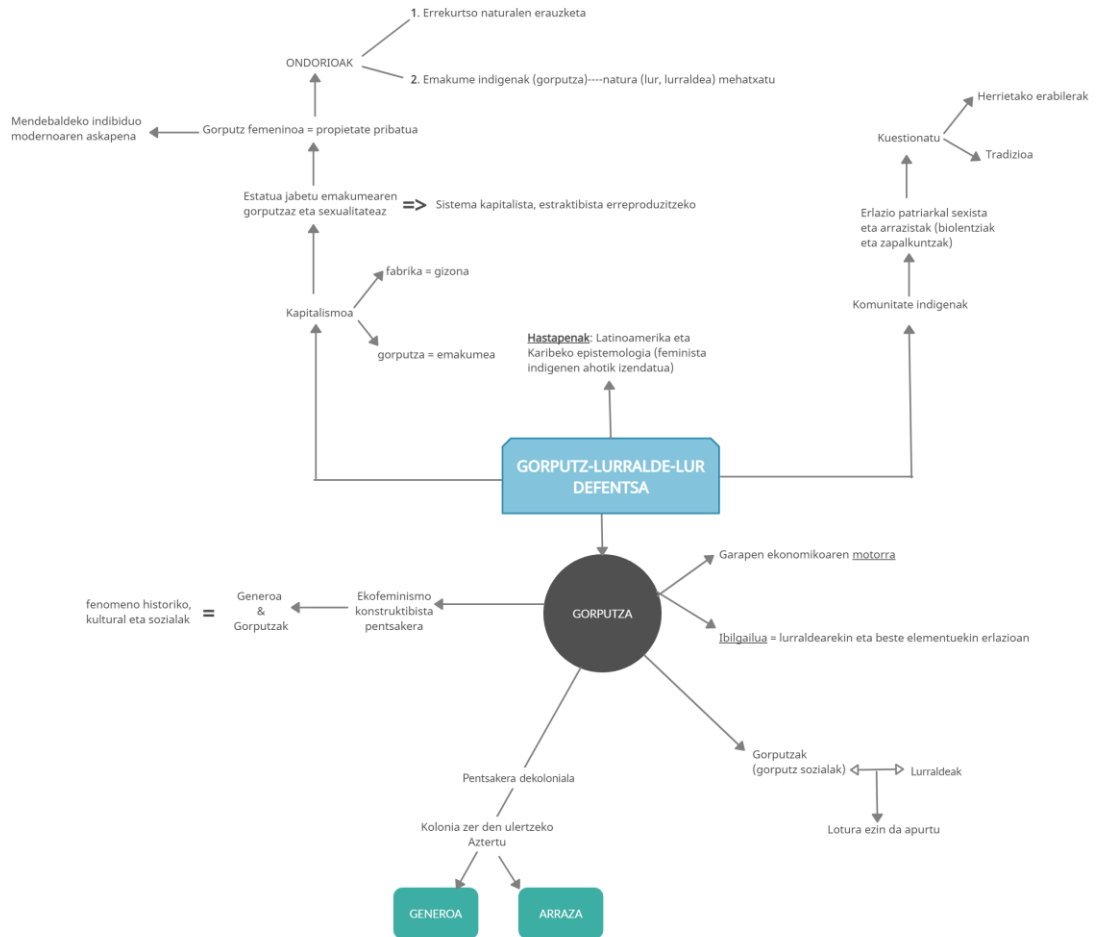 1. Errekurtso naturalen erauzketa
ONDORIOAK
2. Emakume indigenak (gorputza)----natura (lur, lurraldea) mehatxatu
Mendebaldeko indibiduo
modernoaren askapena
Gorputz femeninoa = propietate pribatua
Estatua jabetu emakumearen
gorputzaz eta sexualitateaz
=>
Sistema kapitalista, estraktibista erreproduzitzeko
fabrika = gizona
Kapitalismoa
gorputza = emakumea
Herrietako erabilerak
Kuestionatu
Tradizioa
Erlazio patriarkal sexista
eta arrazistak (biolentziak
eta zapalkuntzak)
Komunitate indigenak
Hastapenak: Latinoamerika eta
Karibeko epistemologia (feminista
indigenen ahotik izendatua)
GORPUTZ-LURRALDE-LUR
DEFENTSA
Garapen ekonomikoaren motorra
GORPUTZA
Ibilgailua = lurraldearekin eta beste elementuekin erlazioan
Ekofeminismo
konstruktibista
pentsakera
Generoa
&
Gorputzak
=
fenomeno historiko,
kultural eta sozialak
Gorputzak
(gorputz sozialak)
Lurraldeak
Lotura ezin da apurtu
Pentsakera dekoloniala
Kolonia zer den ulertzeko
Aztertu
GENEROA
ARRAZA